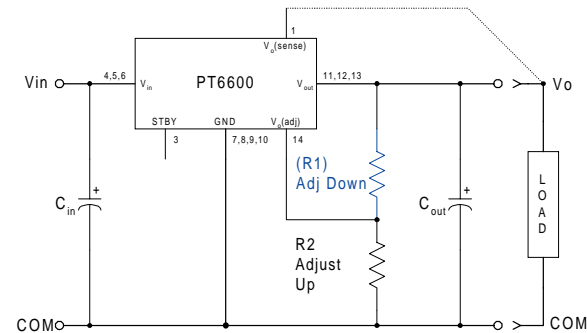 1
Vo(sense)
Vin
4,5,6
Vin
PT6600
Vout
11,12,13
Vo
STBY
GND
Vo(adj)
3
7,8,9,10
14
(R1)
Adj Down
+
Cin
+
Cout
L
O
A
D
R2
Adjust
Up
COM
COM